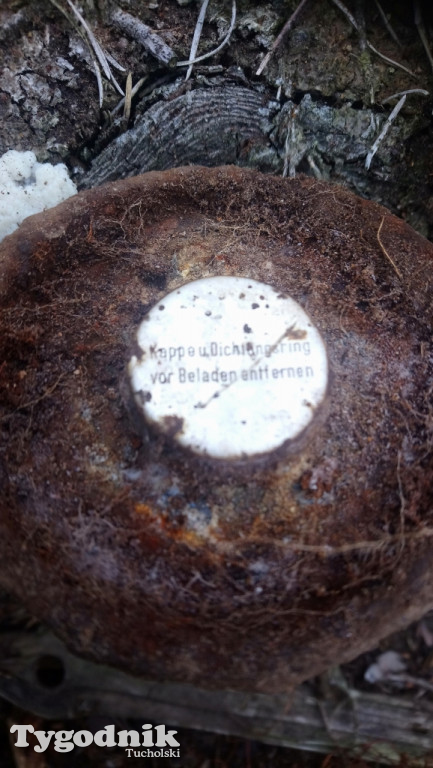 Kappe u. Dichtungsring
vor Beladen entfernen
Tygodnik
Tucholski